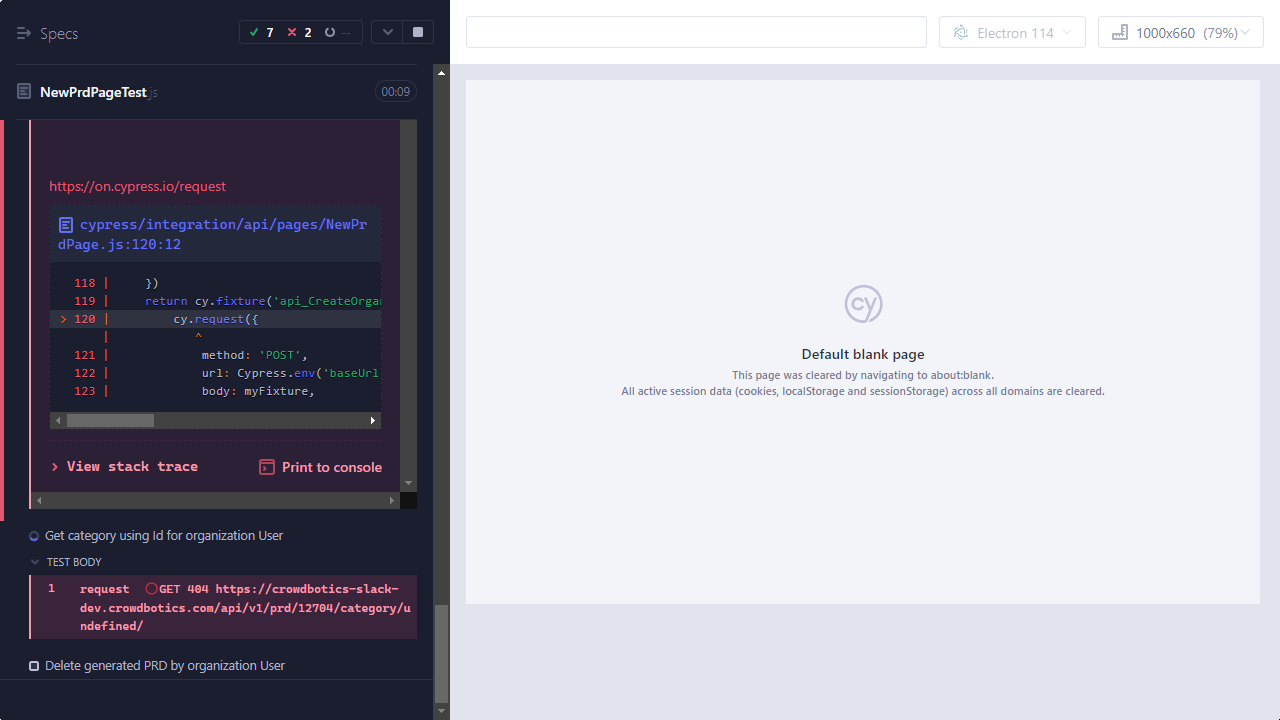 Specs
7 2 --
Electron 114
1000x660 (79%)
NewPrdPageTest.js
00:09
https://on.cypress.io/request
cypress/integration/api/pages/NewPr
dPage.js:120:12
118 | })
119 | return cy.fixture('api_CreateOrgan
> 120 | cy.request({
| ^
121 | method: 'POST',
122 | url: Cypress.env('baseUrl
123 | body: myFixture,
View stack trace
Print to console
Get category using Id for organization User
TEST BODY
1 request GET 404 https://crowdbotics-slack-
dev.crowdbotics.com/api/v1/prd/12704/category/u
ndefined/
Delete generated PRD by organization User
cy
Default blank page
This page was cleared by navigating to about:blank.
All active session data (cookies, localStorage and sessionStorage) across all domains are cleared.